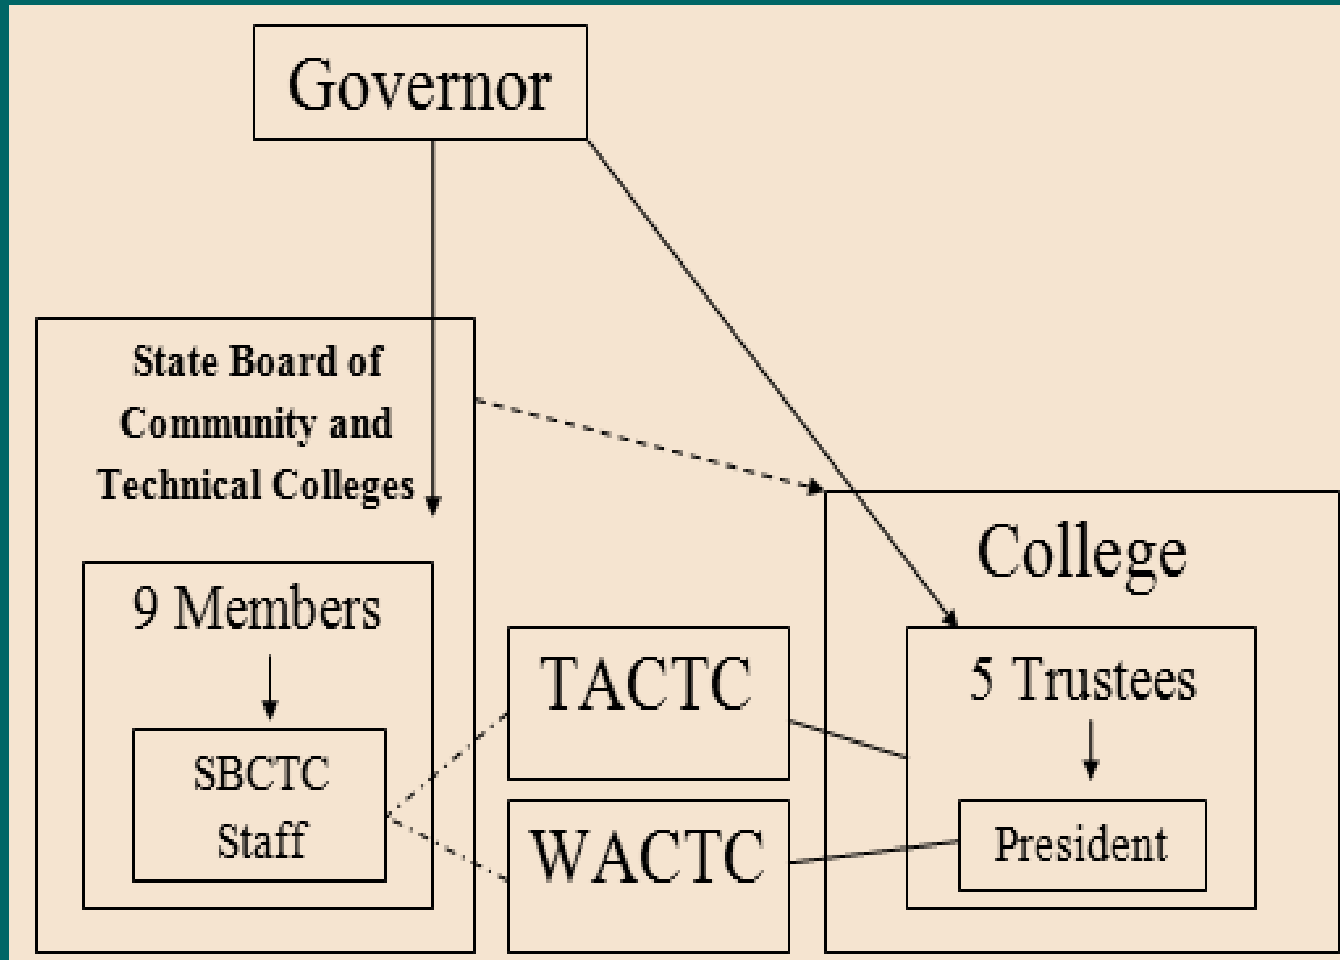 Governor
State Board of
Community and
Technical Colleges
9 Members
SBCTC
Staff
TACTC
WACTC
College
5 Trustees
President